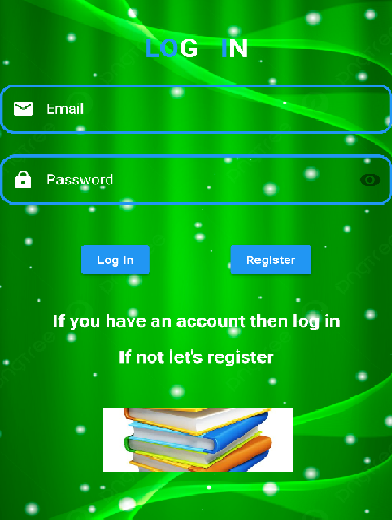 LOG IN
Email
Password
Log In
Register
If you have an account then log in
If not let's register